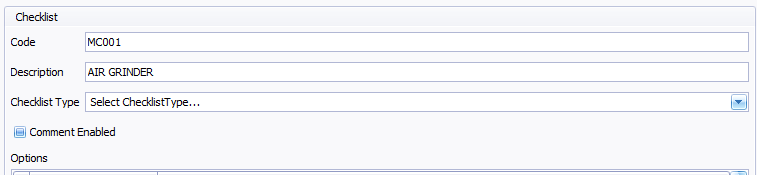 Checklist
Code MC001
Description AIR GRINDER
Checklist Type Select ChecklistType...
Comment Enabled
Options